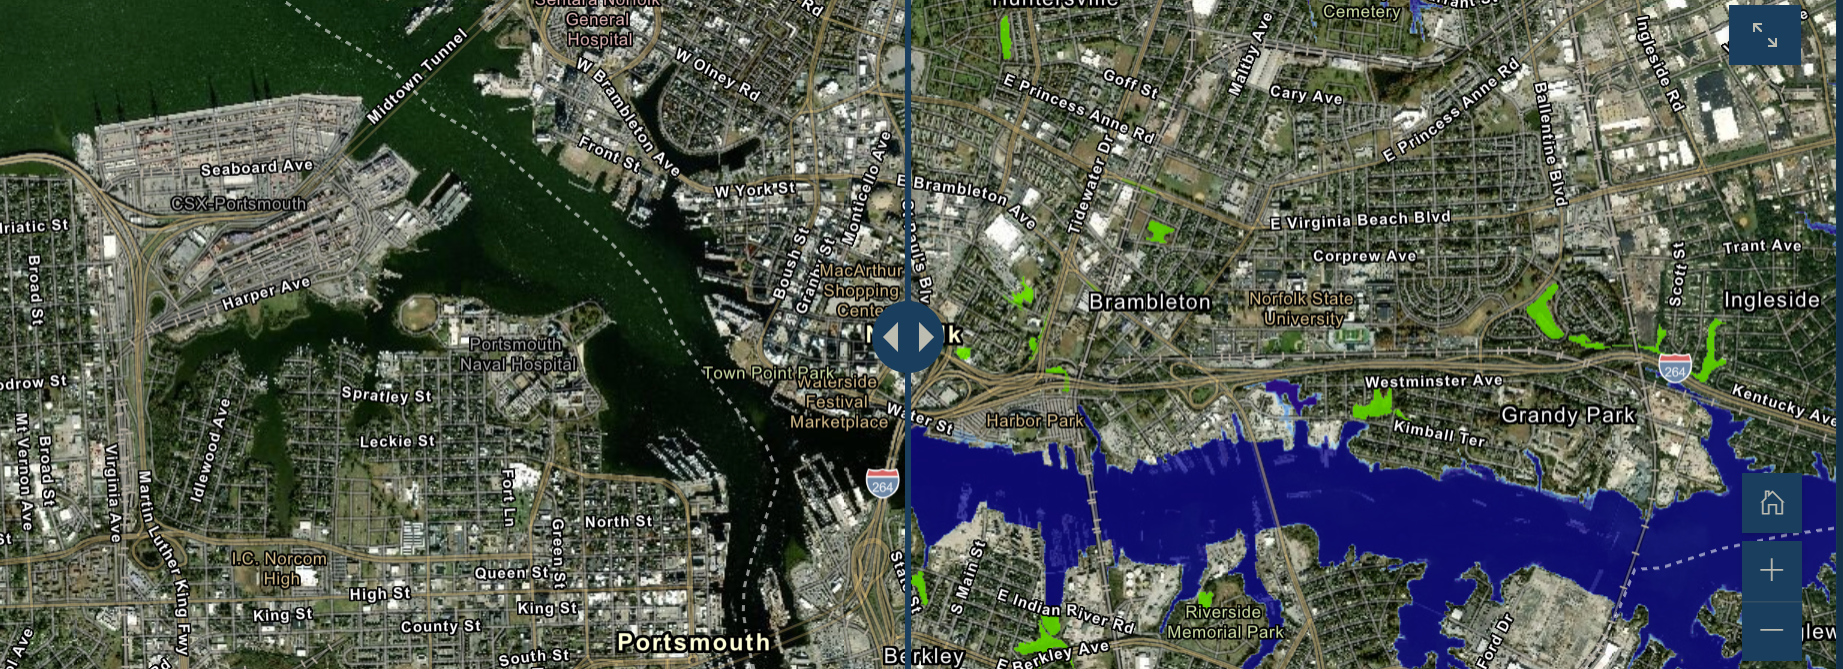 Sentara Norfolk
General
Hospital
Huntersville
Cemetery
Midtown Tunnel
W Olney Rd
W Brambleton Ave
Front St
Seaboard Ave
CSX-Portsmouth
W York St
Monticello Ave
Maltby Ave
Goff St
E Princess Anne Rd
Cary Ave
E Princess Anne Rd
Ingleside Rd
Ballentine Blvd
Tidewater Dr
E Brambleton Ave
E Virginia Beach Blvd
Corprew Ave
Trant Ave
Scott St
Broad St
Harper Ave
Boush St
Granby St
MacArthur
Shopping
Brambleton
Norfolk State
University
Ingleside
Portsmouth
Naval Hospital
Town Point Park
Waterside
Festival
Marketplace
Water St
Harbor Park
264
Westminster Ave
Grandy Park
Kentucky Ave
Kimball Ter
Spratley St
Leckie St
Idlewood Ave
Mt Vernon Ave
Broad St
Virginia Ave
Martin Luther King Fwy
264
Fort Ln
North St
Green St
I.C. Norcom
High
Queen St
High St
King St
King St
County St
South St
Portsmouth
S Main St
E Indian River Rd
Riverside
Memorial Park
Berkley
E Berkley Ave
Ford Dr